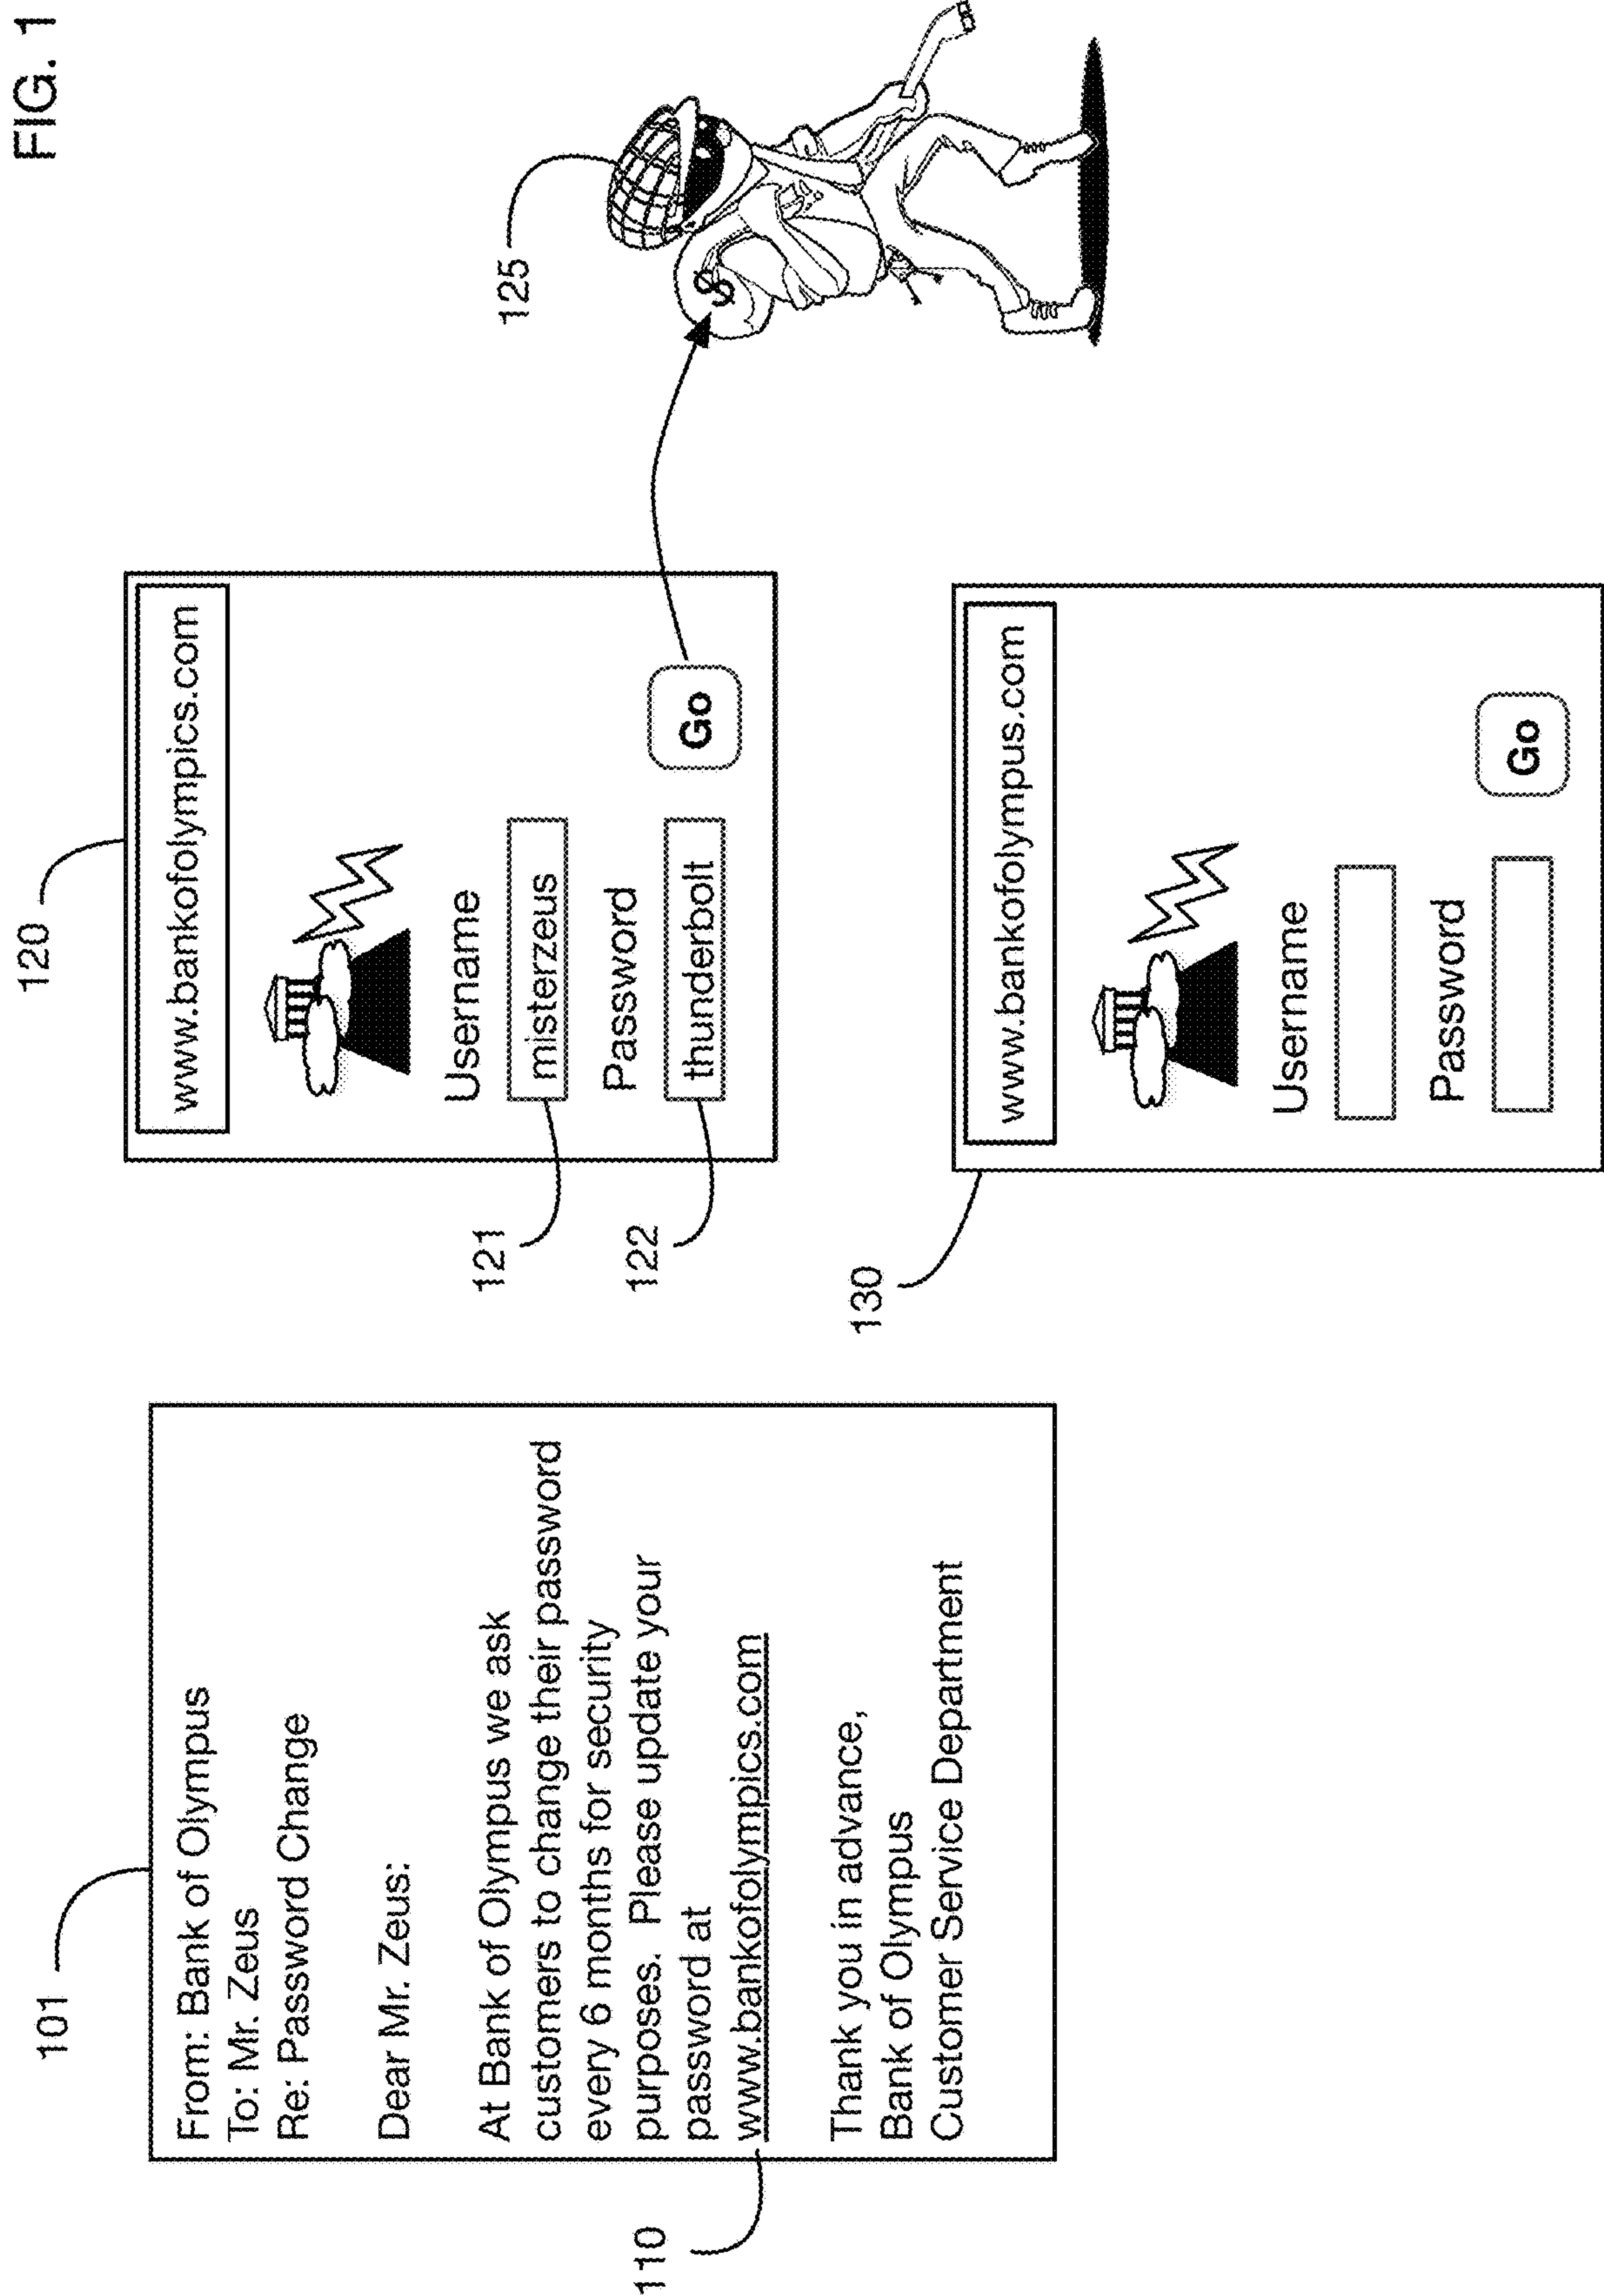 FIG. 1
101
From: Bank of Olympus
To: Mr. Zeus
Re: Password Change
Dear Mr. Zeus:
At Bank of Olympus we ask
customers to change their password
every 6 months for security
purposes.  Please update your
password at
www.bankofolympics.com
Thank you in advance,
Bank of Olympus
Customer Service Department
110
120
www.bankofolympics.com
Username
misterzeus
Password
thunderbolt
Go
121
122
125
$
130
www.bankofolympus.com
Username
Password
Go